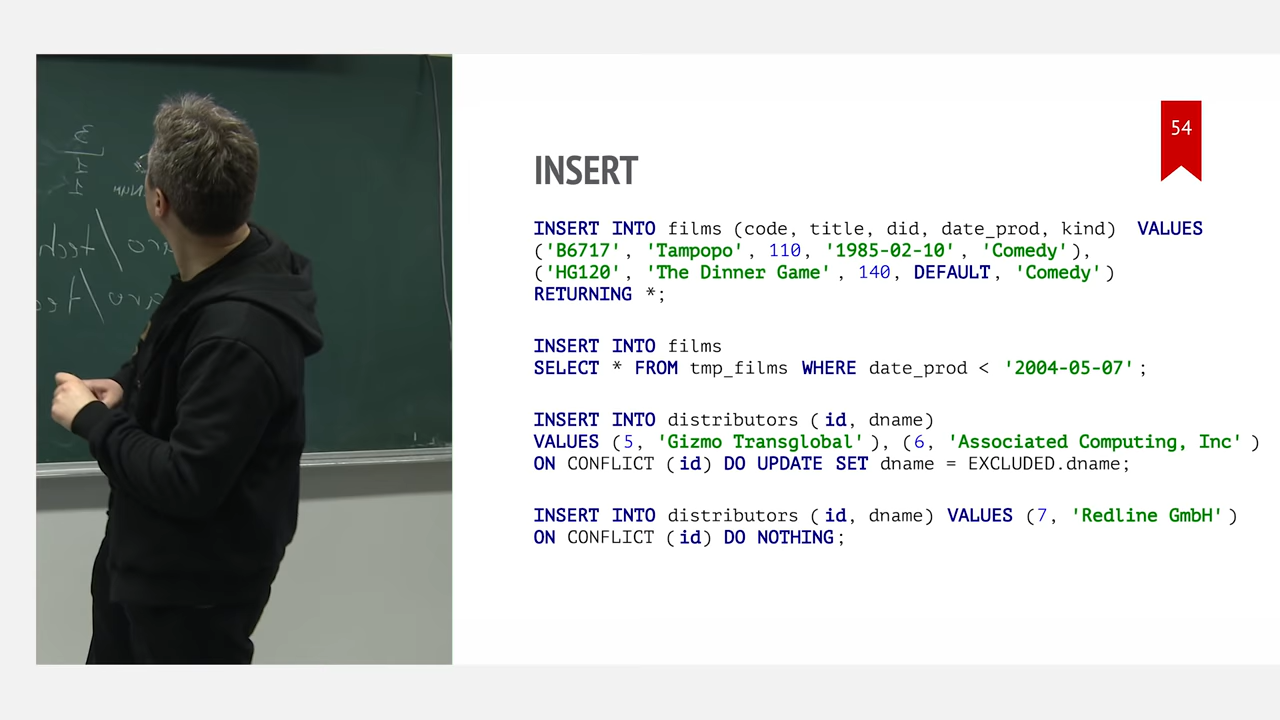 54
INSERT
INSERT INTO films (code, title, did, date_prod, kind) VALUES
('B6717', 'Tampopo', 110, '1985-02-10', 'Comedy'),
('HG120', 'The Dinner Game', 140, DEFAULT, 'Comedy')
RETURNING *;
INSERT INTO films
SELECT * FROM tmp_films WHERE date_prod < '2004-05-07';
INSERT INTO distributors (id, dname)
VALUES (5, 'Gizmo Transglobal'), (6, 'Associated Computing, Inc')
ON CONFLICT (id) DO UPDATE SET dname = EXCLUDED.dname;
INSERT INTO distributors (id, dname) VALUES (7, 'Redline GmbH')
ON CONFLICT (id) DO NOTHING;